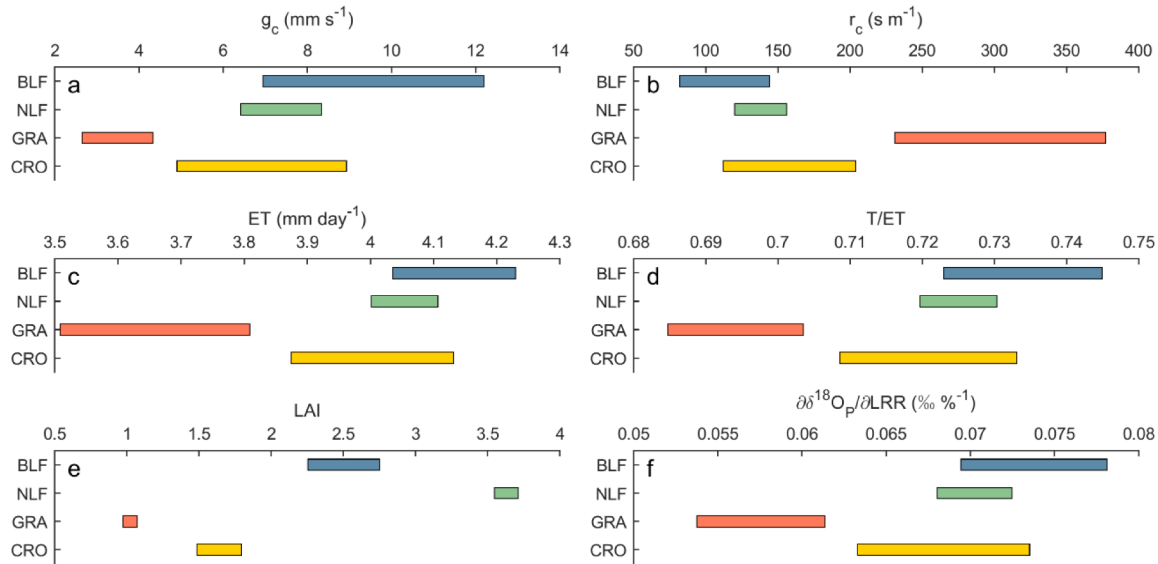 g_c (mm s⁻¹)
2 4 6 8 10 12 14
a
BLF
NLF
GRA
CRO
r_c (s m⁻¹)
50 100 150 200 250 300 350 400
b
BLF
NLF
GRA
CRO
ET (mm day⁻¹)
3.5 3.6 3.7 3.8 3.9 4 4.1 4.2 4.3
c
BLF
NLF
GRA
CRO
T/ET
0.68 0.69 0.7 0.71 0.72 0.73 0.74 0.75
d
BLF
NLF
GRA
CRO
LAI
0.5 1 1.5 2 2.5 3 3.5 4
e
BLF
NLF
GRA
CRO
∂δ¹⁸O_P/∂LRR (‰ %⁻¹)
0.05 0.055 0.06 0.065 0.07 0.075 0.08
f
BLF
NLF
GRA
CRO